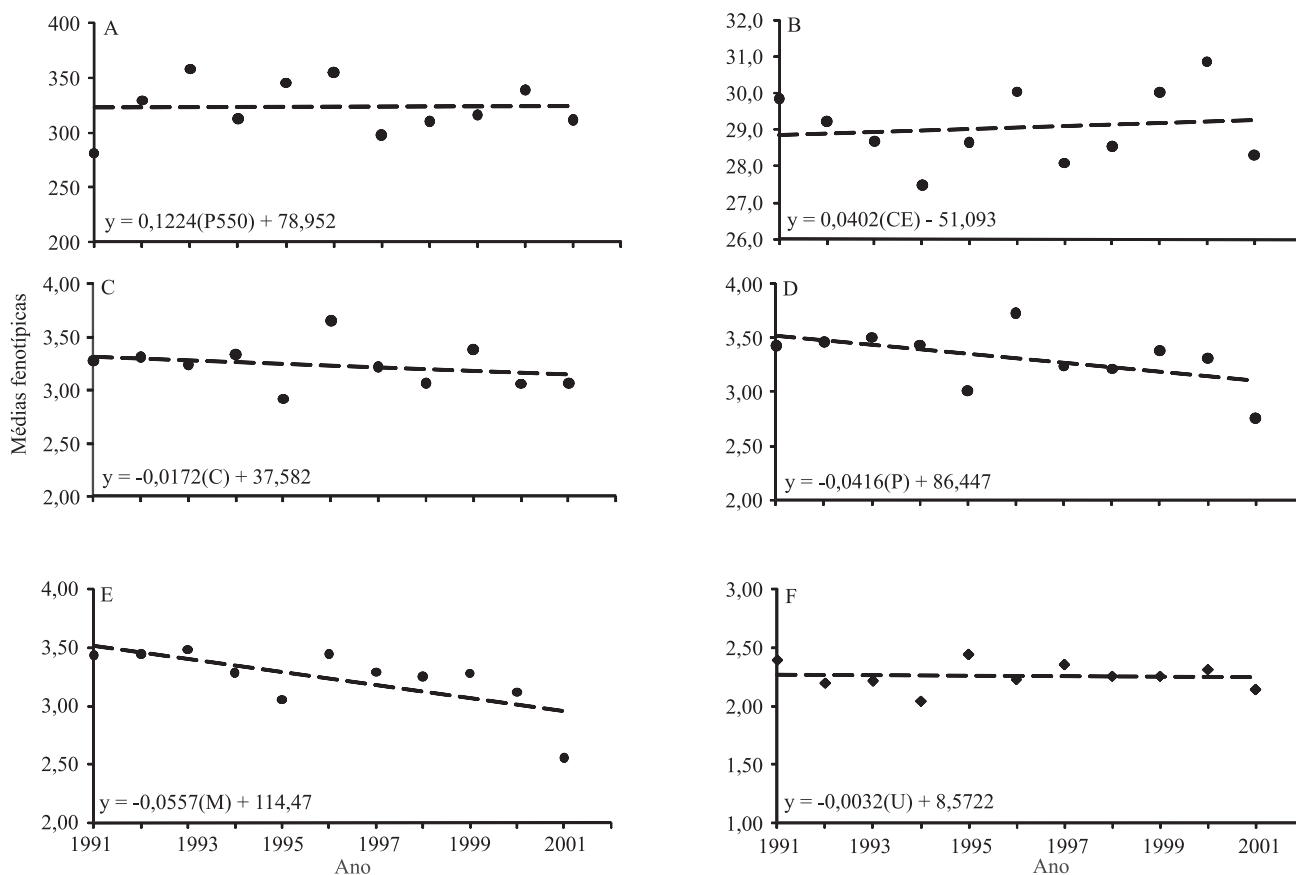 A
400
350
300
250
200
y = 0,1224(P550) + 78,952
B
32,0
31,0
30,0
29,0
28,0
27,0
26,0
y = 0,0402(CE) - 51,093
Médias fenotípicas
C
4,00
3,50
3,00
2,50
2,00
y = -0,0172(C) + 37,582
D
4,00
3,50
3,00
2,50
2,00
y = -0,0416(P) + 86,447
E
4,00
3,50
3,00
2,50
2,00
y = -0,0557(M) + 114,47
1991 1993 1995 1997 1999 2001
Ano
F
3,00
2,50
2,00
1,50
1,00
y = -0,0032(U) + 8,5722
1991 1993 1995 1997 1999 2001
Ano